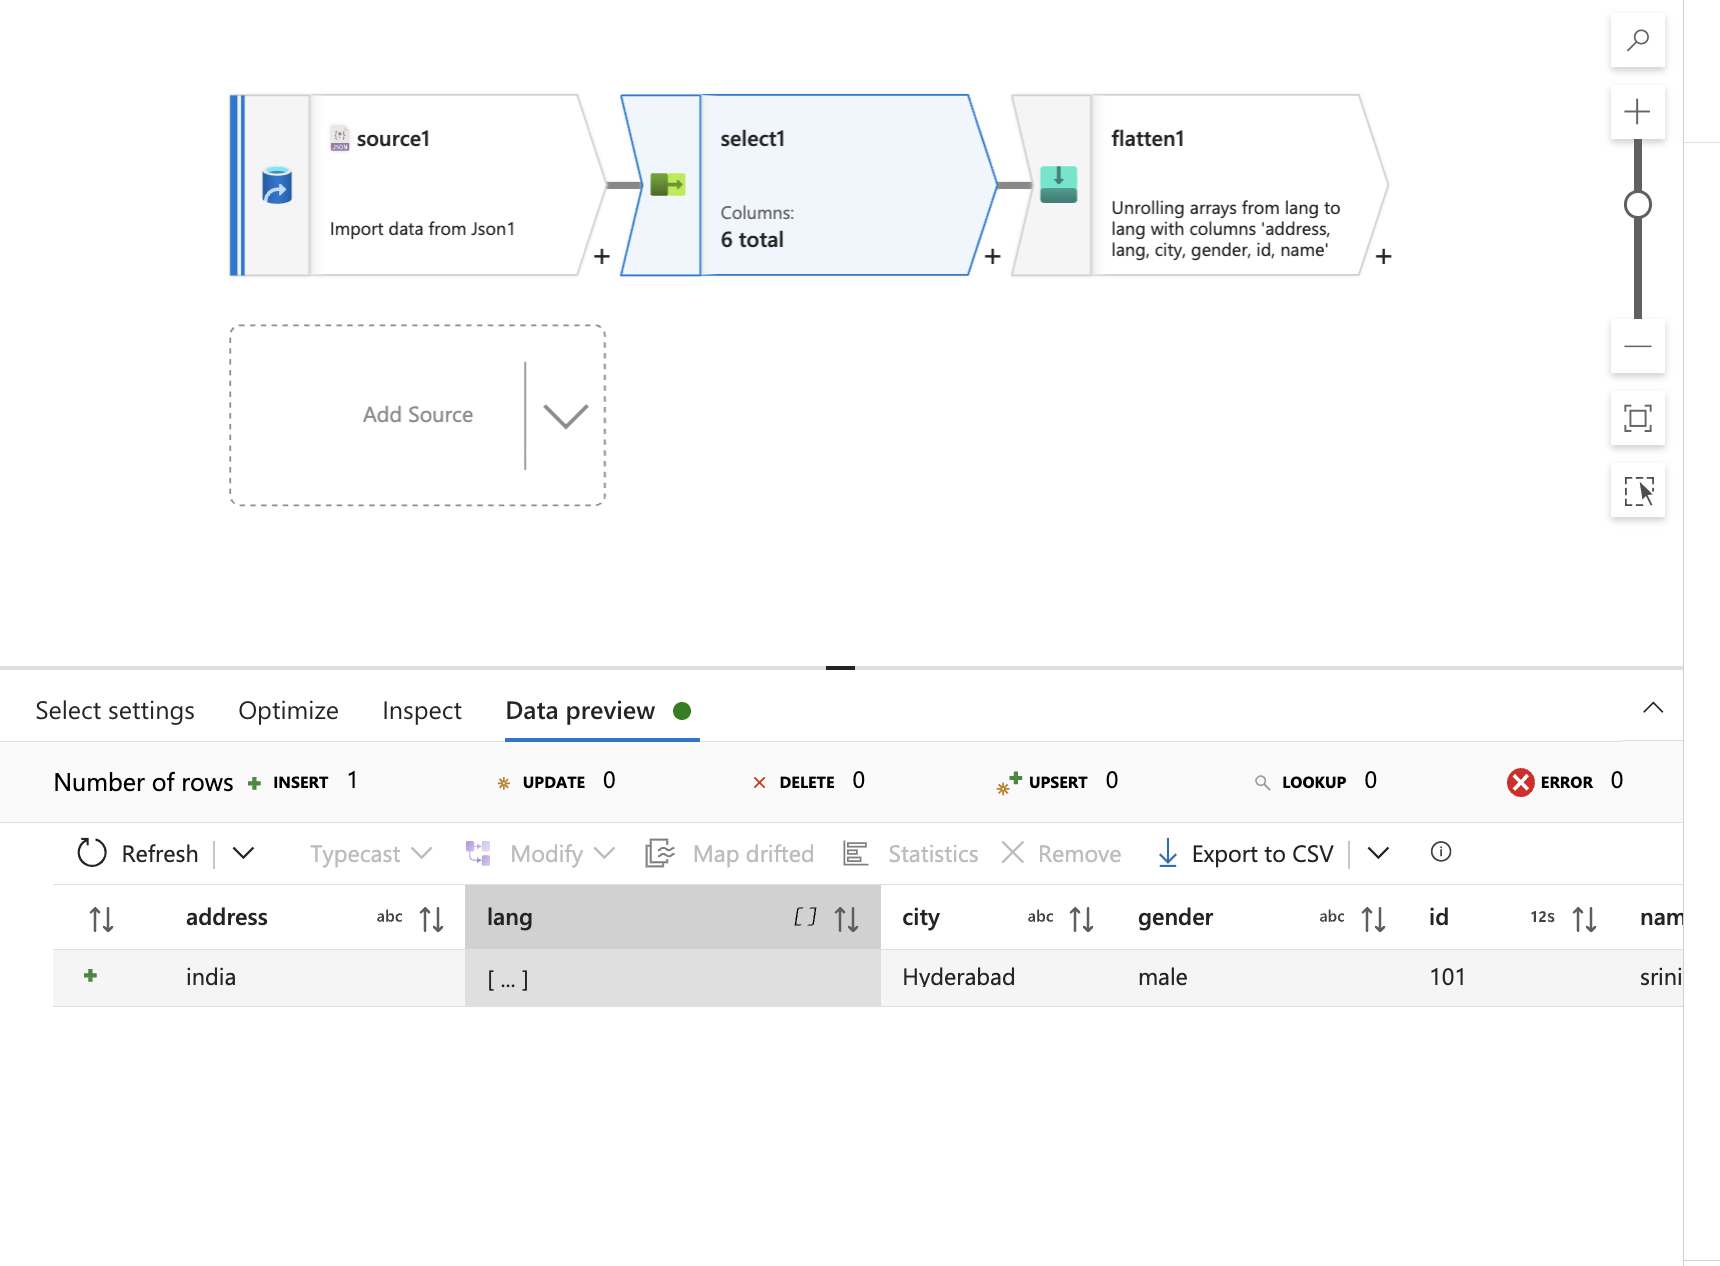 source1
Import data from Json1
+
select1
Columns:
6 total
+
flatten1
Unrolling arrays from lang to
lang with columns 'address,
lang, city, gender, id, name'
+
Add Source
Select settings Optimize Inspect Data preview
Number of rows INSERT 1 UPDATE 0 DELETE 0 UPSERT 0 LOOKUP 0 ERROR 0
Refresh Typecast Modify Map drifted Statistics Remove Export to CSV
address abc lang [] city abc gender abc id 12s nam
india [ ... ] Hyderabad male 101 srini